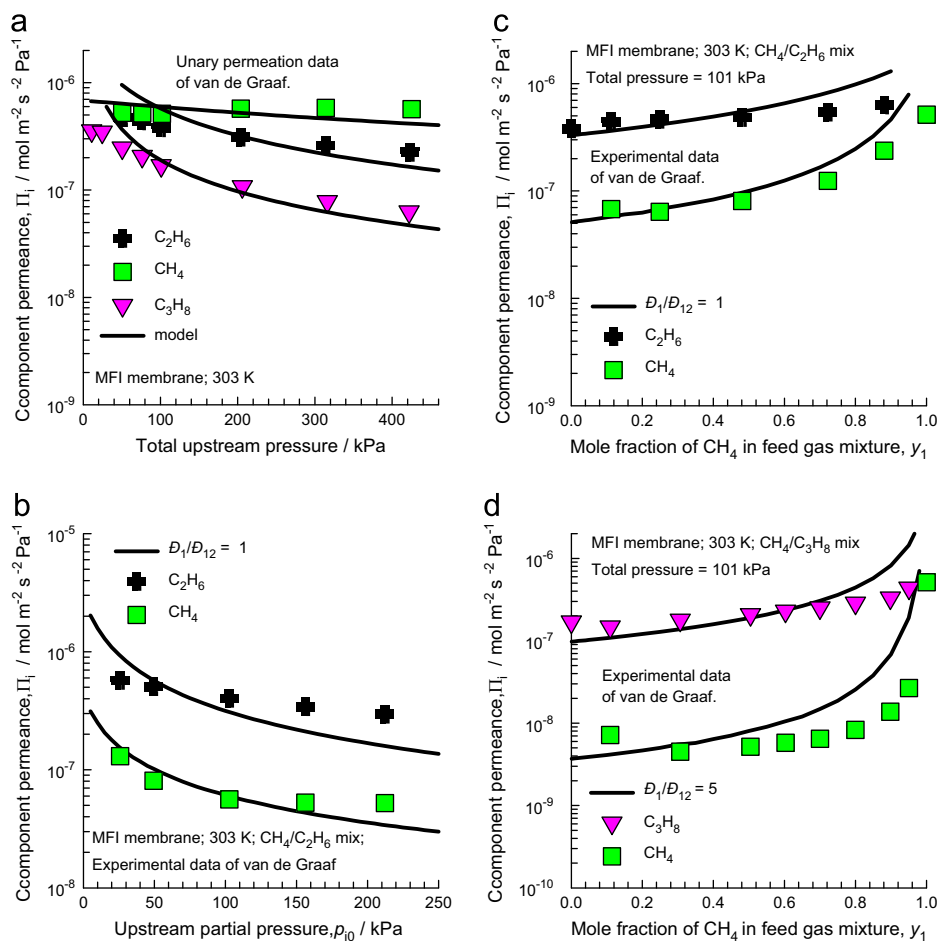 a
10-5
Unary permeation data
of van de Graaf.
10-6
10-7
10-8
10-9
C2H6
CH4
C3H8
model
MFI membrane; 303 K
0 100 200 300 400
Total upstream pressure / kPa
Ccomponent permeance, Πi / mol m-2 s-2 Pa-1
c
MFI membrane; 303 K; CH4/C2H6 mix
Total pressure = 101 kPa
10-6
Experimental data
of van de Graaf.
10-7
10-8
10-9
Đ1/Đ12 = 1
C2H6
CH4
0.0 0.2 0.4 0.6 0.8 1.0
Mole fraction of CH4 in feed gas mixture, y1
Ccomponent permeance, Πi / mol m-2 s-2 Pa-1
b
10-5
Đ1/Đ12 = 1
C2H6
CH4
10-6
10-7
10-8
MFI membrane; 303 K; CH4/C2H6 mix;
Experimental data of van de Graaf
0 50 100 150 200 250
Upstream partial pressure,pi0 / kPa
Ccomponent permeance,Πi / mol m-2 s-2 Pa-1
d
MFI membrane; 303 K; CH4/C3H8 mix
Total pressure = 101 kPa
10-6
10-7
Experimental data
of van de Graaf.
10-8
10-9
10-10
Đ1/Đ12 = 5
C3H8
CH4
0.0 0.2 0.4 0.6 0.8 1.0
Mole fraction of CH4 in feed gas mixture, y1
Ccomponent permeance,Πi / mol m-2 s-2 Pa-1